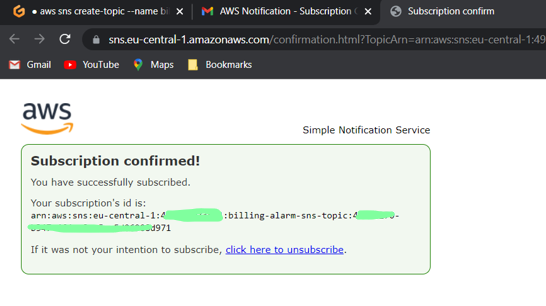 aws sns create-topic --name bi
AWS Notification - Subscription C
Subscription confirm
sns.eu-central-1.amazonaws.com/confirmation.html?TopicArn=arn:aws:sns:eu-central-1:49
Gmail
YouTube
Maps
Bookmarks
aws
Simple Notification Service
Subscription confirmed!
You have successfully subscribed.
Your subscription's id is:
arn:aws:sns:eu-central-1:4 :billing-alarm-sns-topic:4
d971
If it was not your intention to subscribe, click here to unsubscribe.